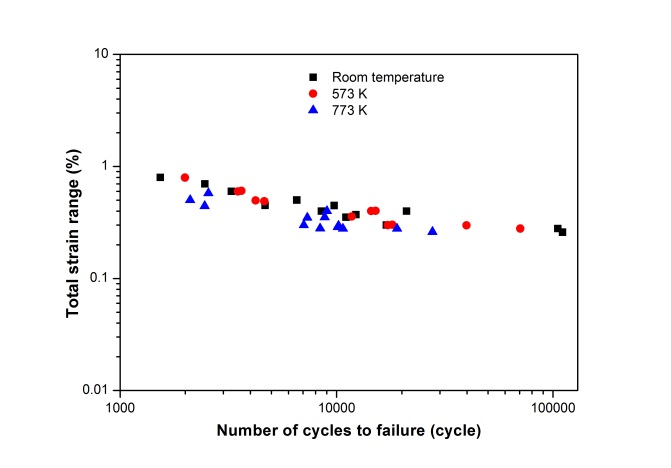 10
1
0.1
0.01
Total strain range (%)
Room temperature
573 K
773 K
1000
10000
100000
Number of cycles to failure (cycle)